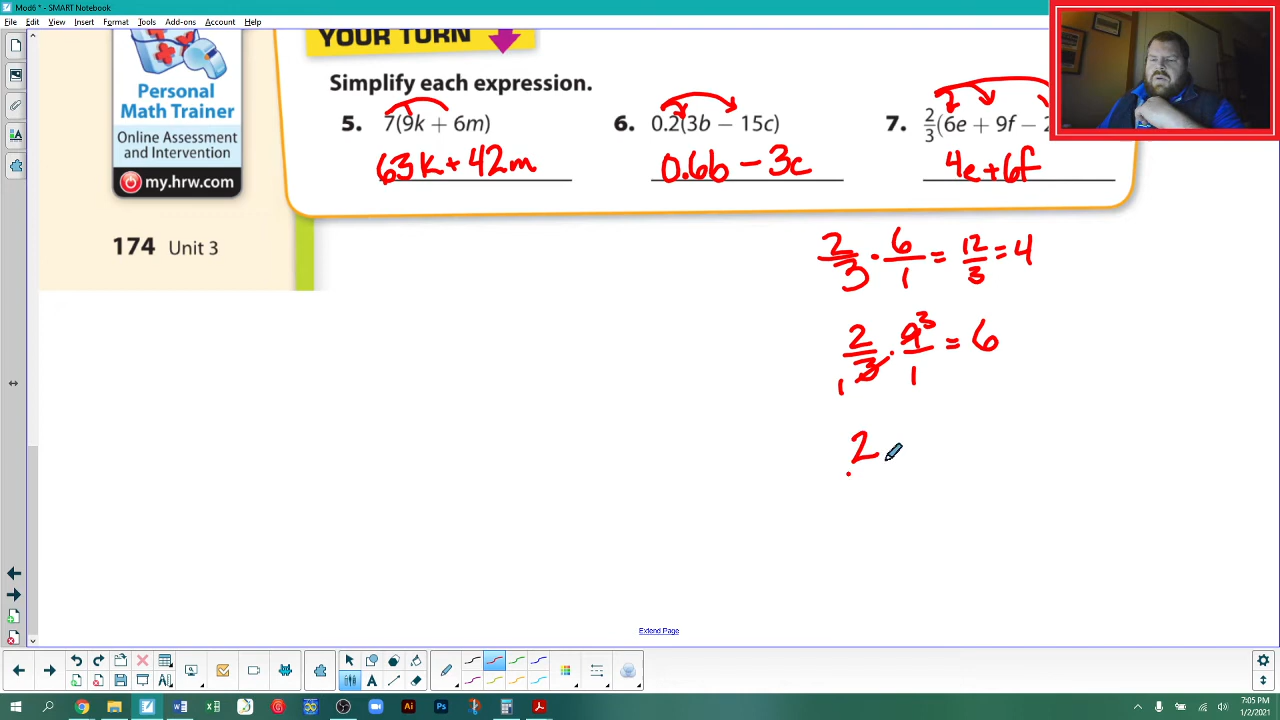 Mod6 * - SMART Notebook
File Edit View Insert Format Tools Add-ons Account Help
YOUR TURN
Simplify each expression.
5. 7(9k + 6m)
63k + 42m
6. 0.2(3b − 15c)
0.6b − 3c
7. 2/3(6e + 9f − 2
4e + 6f
Personal
Math Trainer
Online Assessment
and Intervention
my.hrw.com
174 Unit 3
2/3 · 6/1 = 12/3 = 4
2/3 · 9/1 = 6
1 3
2
Extend Page
7:05 PM
1/2/2021